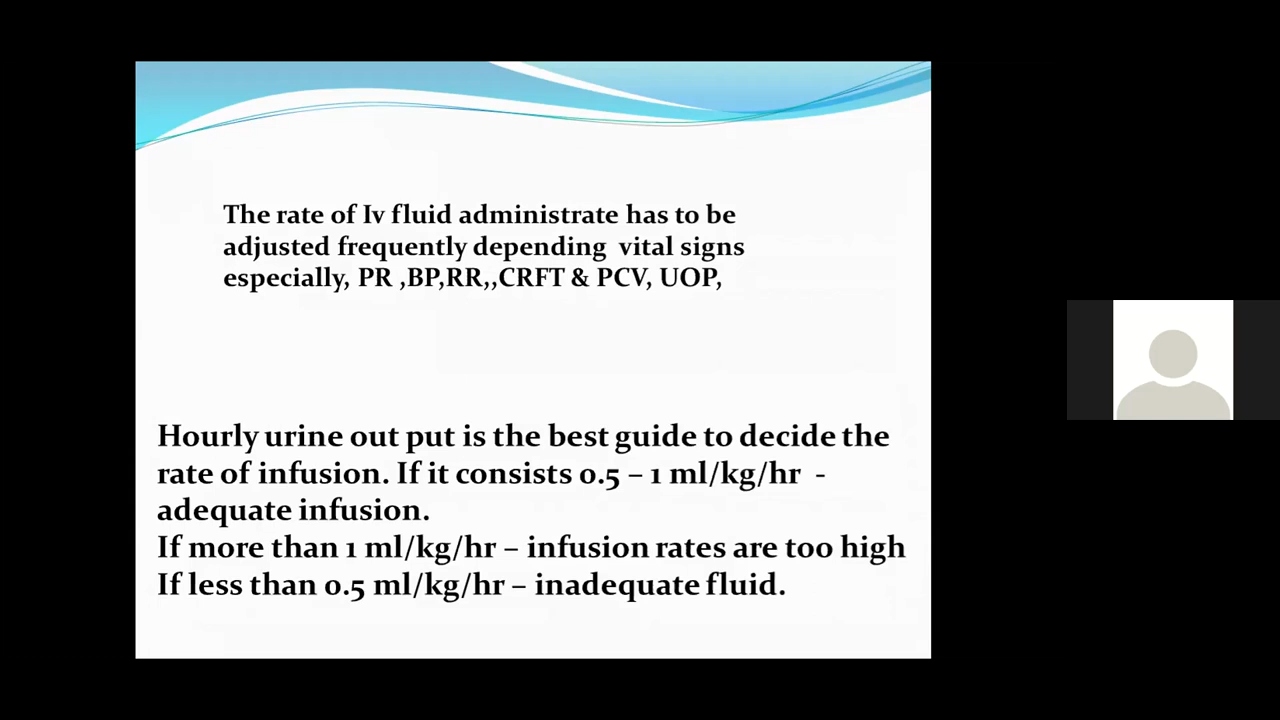 The rate of Iv fluid administrate has to be
adjusted frequently depending  vital signs
especially, PR ,BP,RR,,CRFT & PCV, UOP,
Hourly urine out put is the best guide to decide the
rate of infusion. If it consists 0.5 – 1 ml/kg/hr  -
adequate infusion.
If more than 1 ml/kg/hr – infusion rates are too high
If less than 0.5 ml/kg/hr – inadequate fluid.